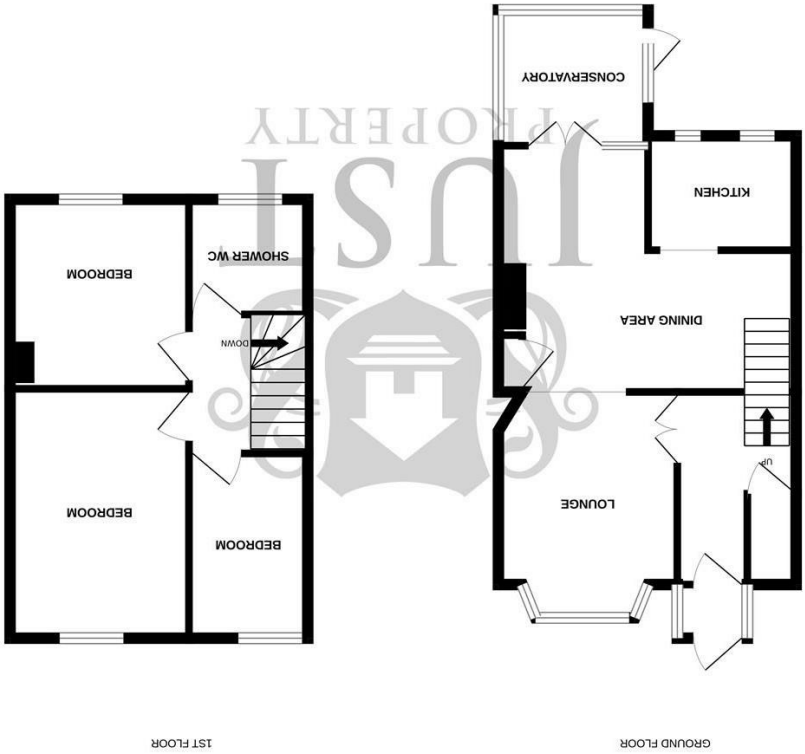 GROUND FLOOR
1ST FLOOR
UP
LOUNGE
BEDROOM
BEDROOM
DINING AREA
DOWN
KITCHEN
BEDROOM
SHOWER WC
CONSERVATORY
JUST
PROPERTY